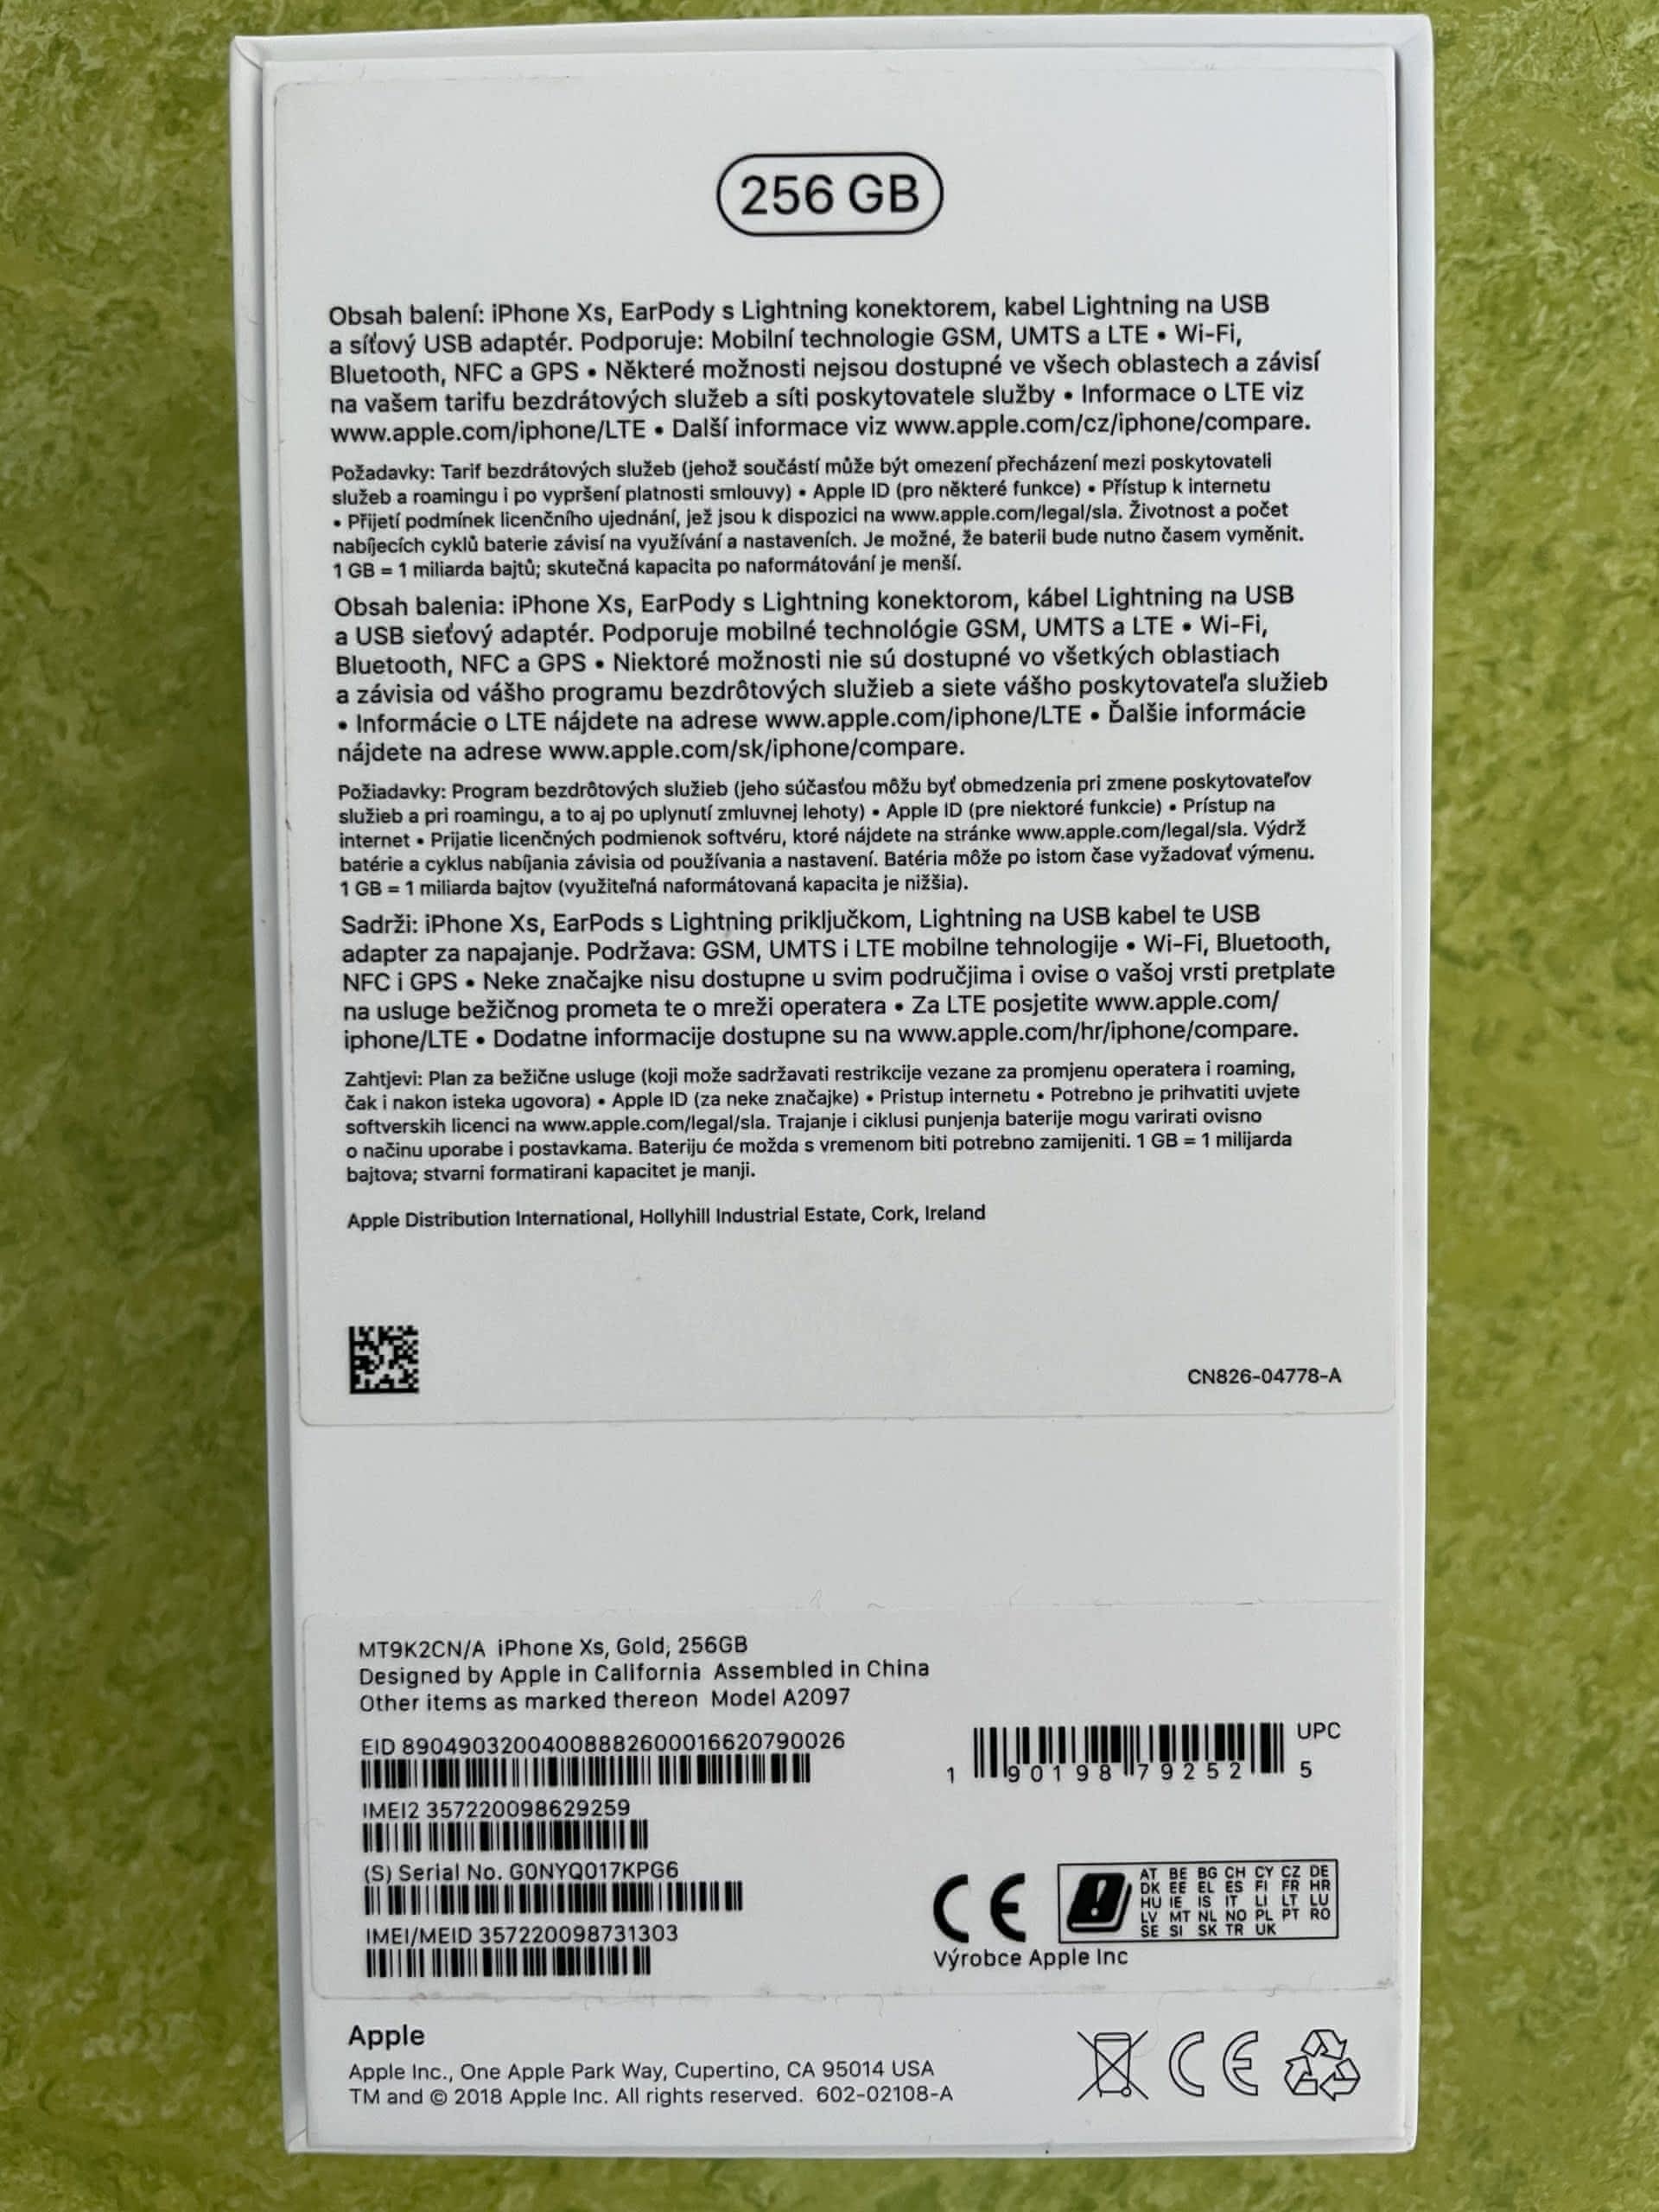 256 GB
Obsah balení: iPhone Xs, EarPody s Lightning konektorem, kabel Lightning na USB
a síťový USB adaptér. Podporuje: Mobilní technologie GSM, UMTS a LTE • Wi-Fi,
Bluetooth, NFC a GPS • Některé možnosti nejsou dostupné ve všech oblastech a závisí
na vašem tarifu bezdrátových služeb a síti poskytovatele služby • Informace o LTE viz
www.apple.com/iphone/LTE • Další informace viz www.apple.com/cz/iphone/compare.
Požadavky: Tarif bezdrátových služeb (jehož součástí může být omezení přecházení mezi poskytovateli
služeb a roamingu i po vypršení platnosti smlouvy) • Apple ID (pro některé funkce) • Přístup k internetu
• Přijetí podmínek licenčního ujednání, jež jsou k dispozici na www.apple.com/legal/sla. Životnost a počet
nabíjecích cyklů baterie závisí na využívání a nastaveních. Je možné, že baterii bude nutno časem vyměnit.
1 GB = 1 miliarda bajtů; skutečná kapacita po naformátování je menší.
Obsah balenia: iPhone Xs, EarPody s Lightning konektorom, kábel Lightning na USB
a USB sieťový adaptér. Podporuje mobilné technológie GSM, UMTS a LTE • Wi-Fi,
Bluetooth, NFC a GPS • Niektoré možnosti nie sú dostupné vo všetkých oblastiach
a závisia od vášho programu bezdrôtových služieb a siete vášho poskytovateľa služieb
• Informácie o LTE nájdete na adrese www.apple.com/iphone/LTE • Ďalšie informácie
nájdete na adrese www.apple.com/sk/iphone/compare.
Požiadavky: Program bezdrôtových služieb (jeho súčasťou môžu byť obmedzenia pri zmene poskytovateľov
služieb a pri roamingu, a to aj po uplynutí zmluvnej lehoty) • Apple ID (pre niektoré funkcie) • Prístup na
internet • Prijatie licenčných podmienok softvéru, ktoré nájdete na stránke www.apple.com/legal/sla. Výdrž
batérie a cyklus nabíjania závisia od používania a nastavení. Batéria môže po istom čase vyžadovať výmenu.
1 GB = 1 miliarda bajtov (využiteľná naformátovaná kapacita je nižšia).
Sadrži: iPhone Xs, EarPods s Lightning priključkom, Lightning na USB kabel te USB
adapter za napajanje. Podržava: GSM, UMTS i LTE mobilne tehnologije • Wi-Fi, Bluetooth,
NFC i GPS • Neke značajke nisu dostupne u svim područjima i ovise o vašoj vrsti pretplate
na usluge bežičnog prometa te o mreži operatera • Za LTE posjetite www.apple.com/
iphone/LTE • Dodatne informacije dostupne su na www.apple.com/hr/iphone/compare.
Zahtjevi: Plan za bežične usluge (koji može sadržavati restrikcije vezane za promjenu operatera i roaming,
čak i nakon isteka ugovora) • Apple ID (za neke značajke) • Pristup internetu • Potrebno je prihvatiti uvjete
softverskih licenci na www.apple.com/legal/sla. Trajanje i ciklusi punjenja baterije mogu varirati ovisno
o načinu uporabe i postavkama. Bateriju će možda s vremenom biti potrebno zamijeniti. 1 GB = 1 milijarda
bajtova; stvarni formatirani kapacitet je manji.
Apple Distribution International, Hollyhill Industrial Estate, Cork, Ireland
CN826-04778-A
MT9K2CN/A iPhone Xs, Gold, 256GB
Designed by Apple in California Assembled in China
Other items as marked thereon Model A2097
EID 89049032004008882600016620790026
UPC
1 90198 79252 5
IMEI2 357220098629259
(S) Serial No. G0NYQ017KPG6
IMEI/MEID 357220098731303
CE
AT BE BG CH CY CZ DE
DK EE EL ES FI FR HR
HU IE IS IT LI LT LU
LV MT NL NO PL PT RO
SE SI SK TR UK
Výrobce Apple Inc
Apple
Apple Inc., One Apple Park Way, Cupertino, CA 95014 USA
TM and © 2018 Apple Inc. All rights reserved. 602-02108-A
CE